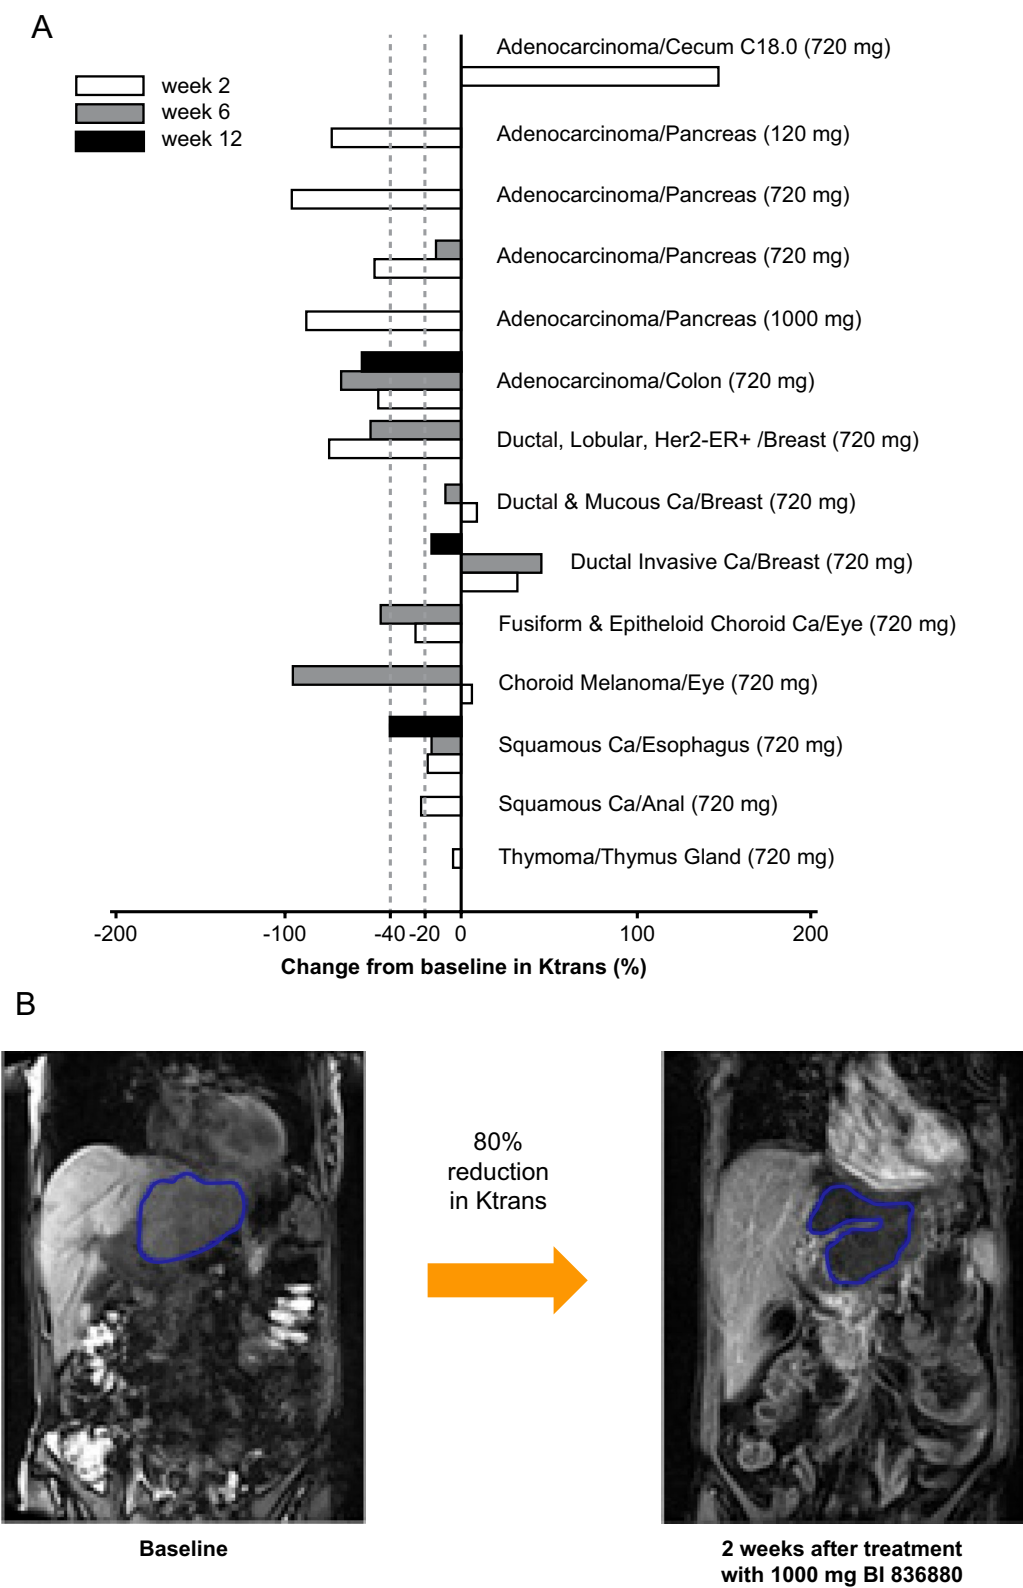 A
week 2
week 6
week 12
Adenocarcinoma/Cecum C18.0 (720 mg)
Adenocarcinoma/Pancreas (120 mg)
Adenocarcinoma/Pancreas (720 mg)
Adenocarcinoma/Pancreas (720 mg)
Adenocarcinoma/Pancreas (1000 mg)
Adenocarcinoma/Colon (720 mg)
Ductal, Lobular, Her2-ER+ /Breast (720 mg)
Ductal & Mucous Ca/Breast (720 mg)
Ductal Invasive Ca/Breast (720 mg)
Fusiform & Epitheloid Choroid Ca/Eye (720 mg)
Choroid Melanoma/Eye (720 mg)
Squamous Ca/Esophagus (720 mg)
Squamous Ca/Anal (720 mg)
Thymoma/Thymus Gland (720 mg)
-200 -100 -40 -20 0 100 200
Change from baseline in Ktrans (%)
B
80%
reduction
in Ktrans
Baseline
2 weeks after treatment
with 1000 mg BI 836880